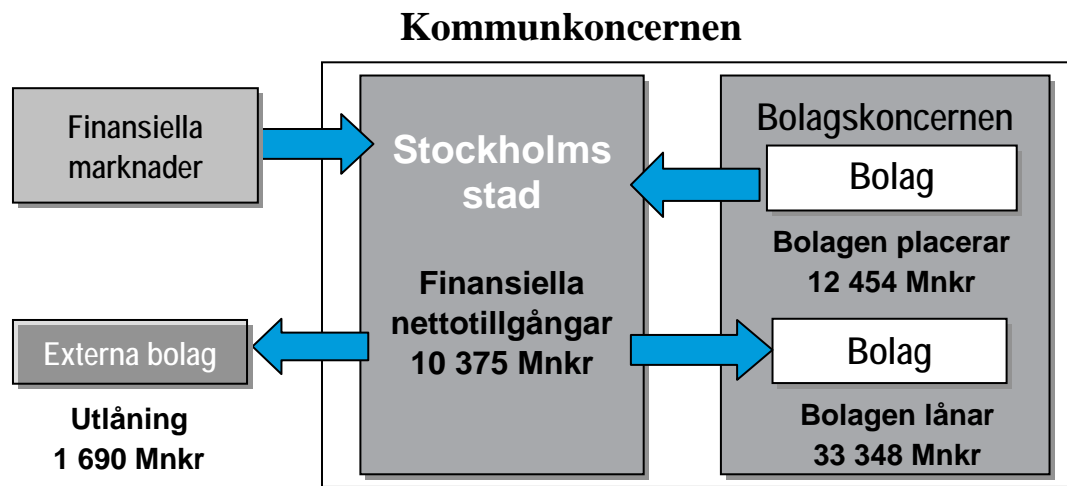 Kommunkoncernen
Finansiella
marknader
Stockholms
stad
Finansiella
nettotillgångar
10 375 Mnkr
Bolagskoncernen
Bolag
Bolagen placerar
12 454 Mnkr
Bolag
Bolagen lånar
33 348 Mnkr
Externa bolag
Utlåning
1 690 Mnkr